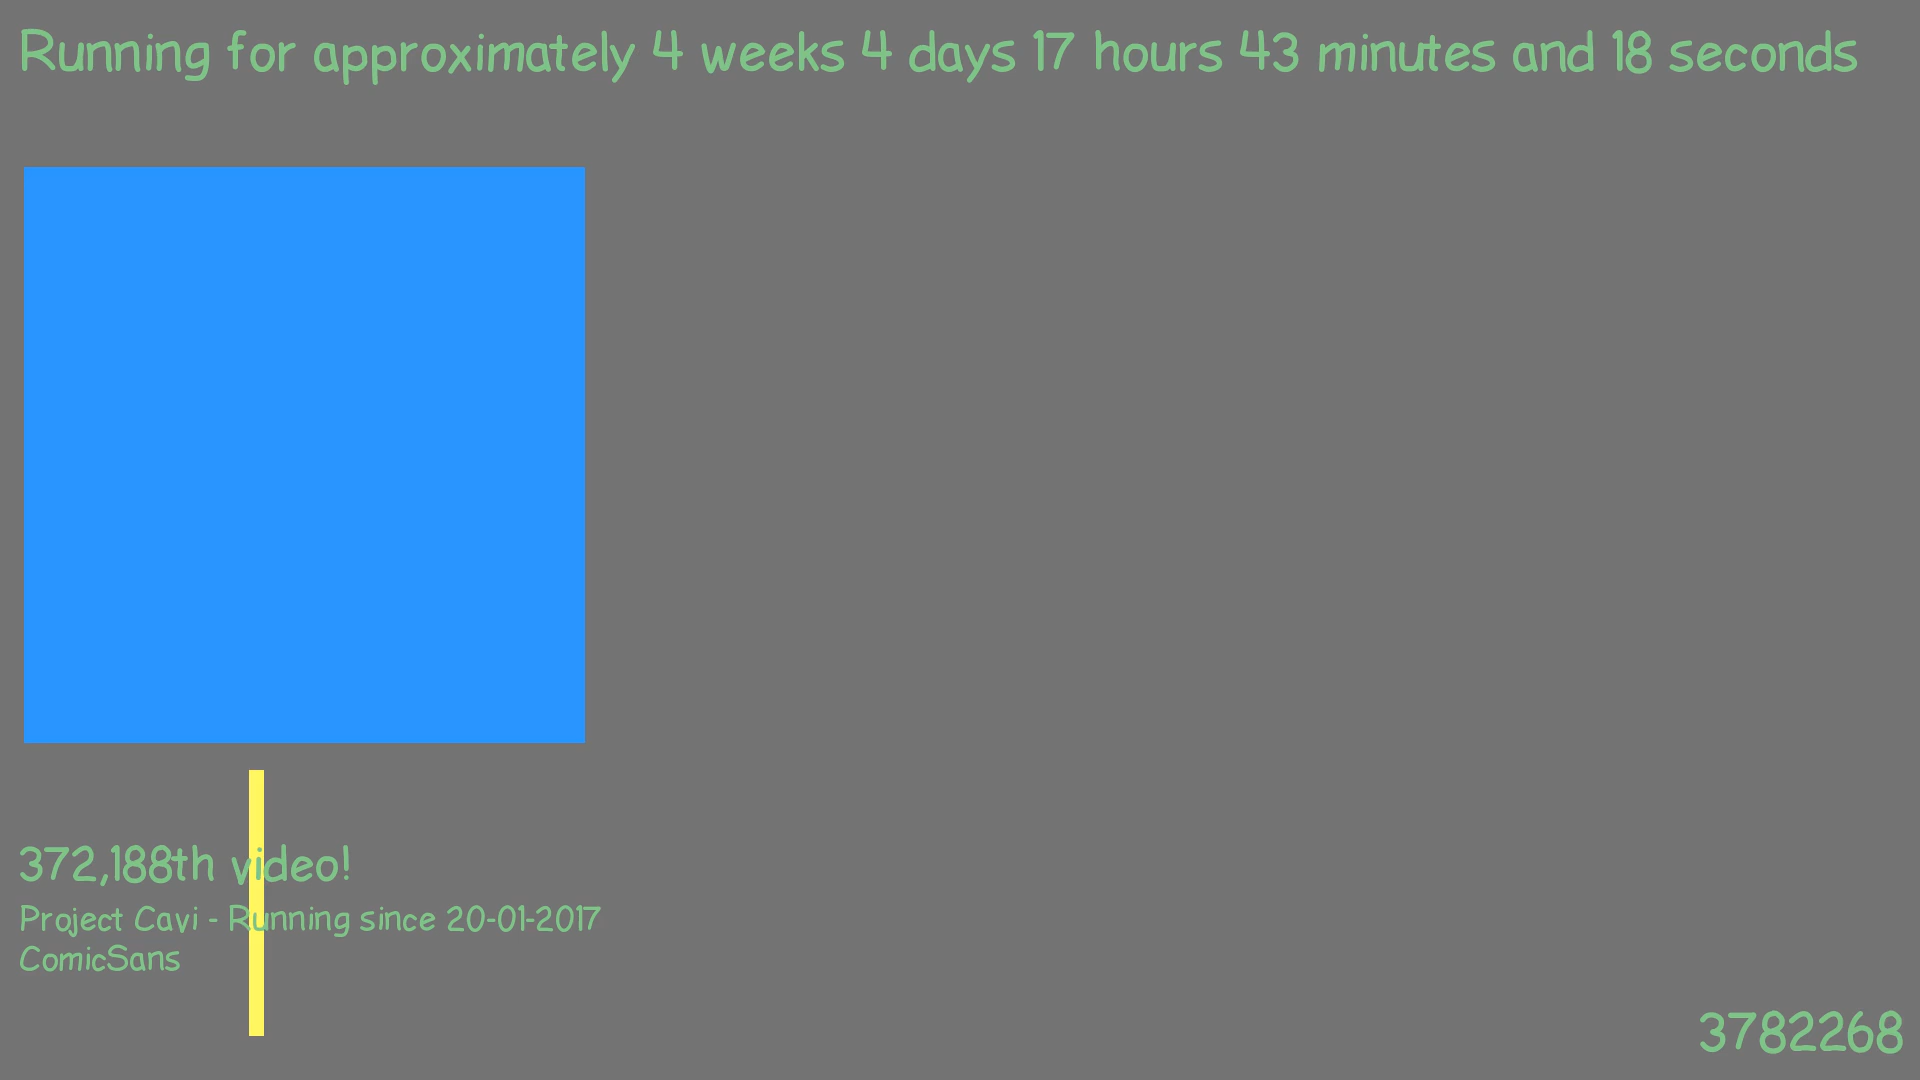 Running for approximately 4 weeks 4 days 17 hours 43 minutes and 18 seconds
372,188th video!
Project Cavi - Running since 20-01-2017
ComicSans
3782268